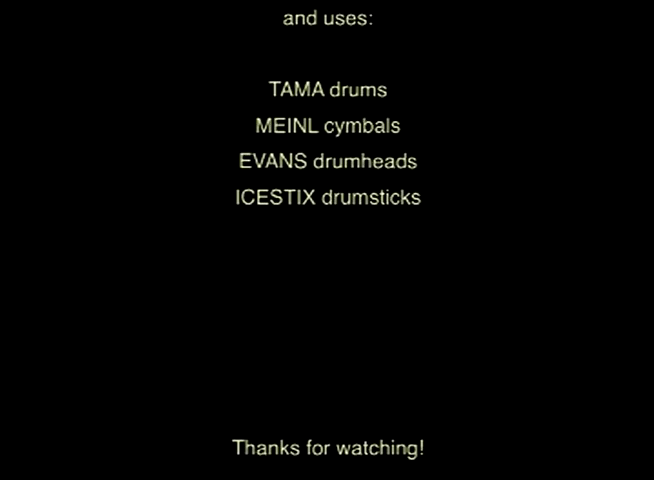 and uses:
TAMA drums
MEINL cymbals
EVANS drumheads
ICESTIX drumsticks
Thanks for watching!